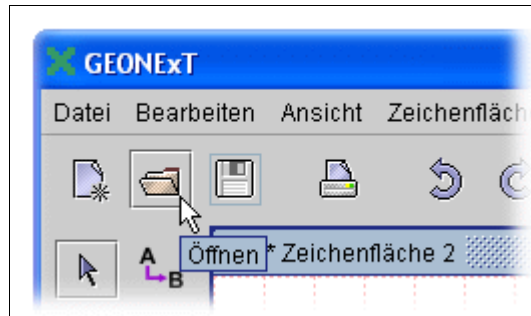 GEONExT
Datei Bearbeiten Ansicht Zeichenfläch
A
B
Öffnen * Zeichenfläche 2